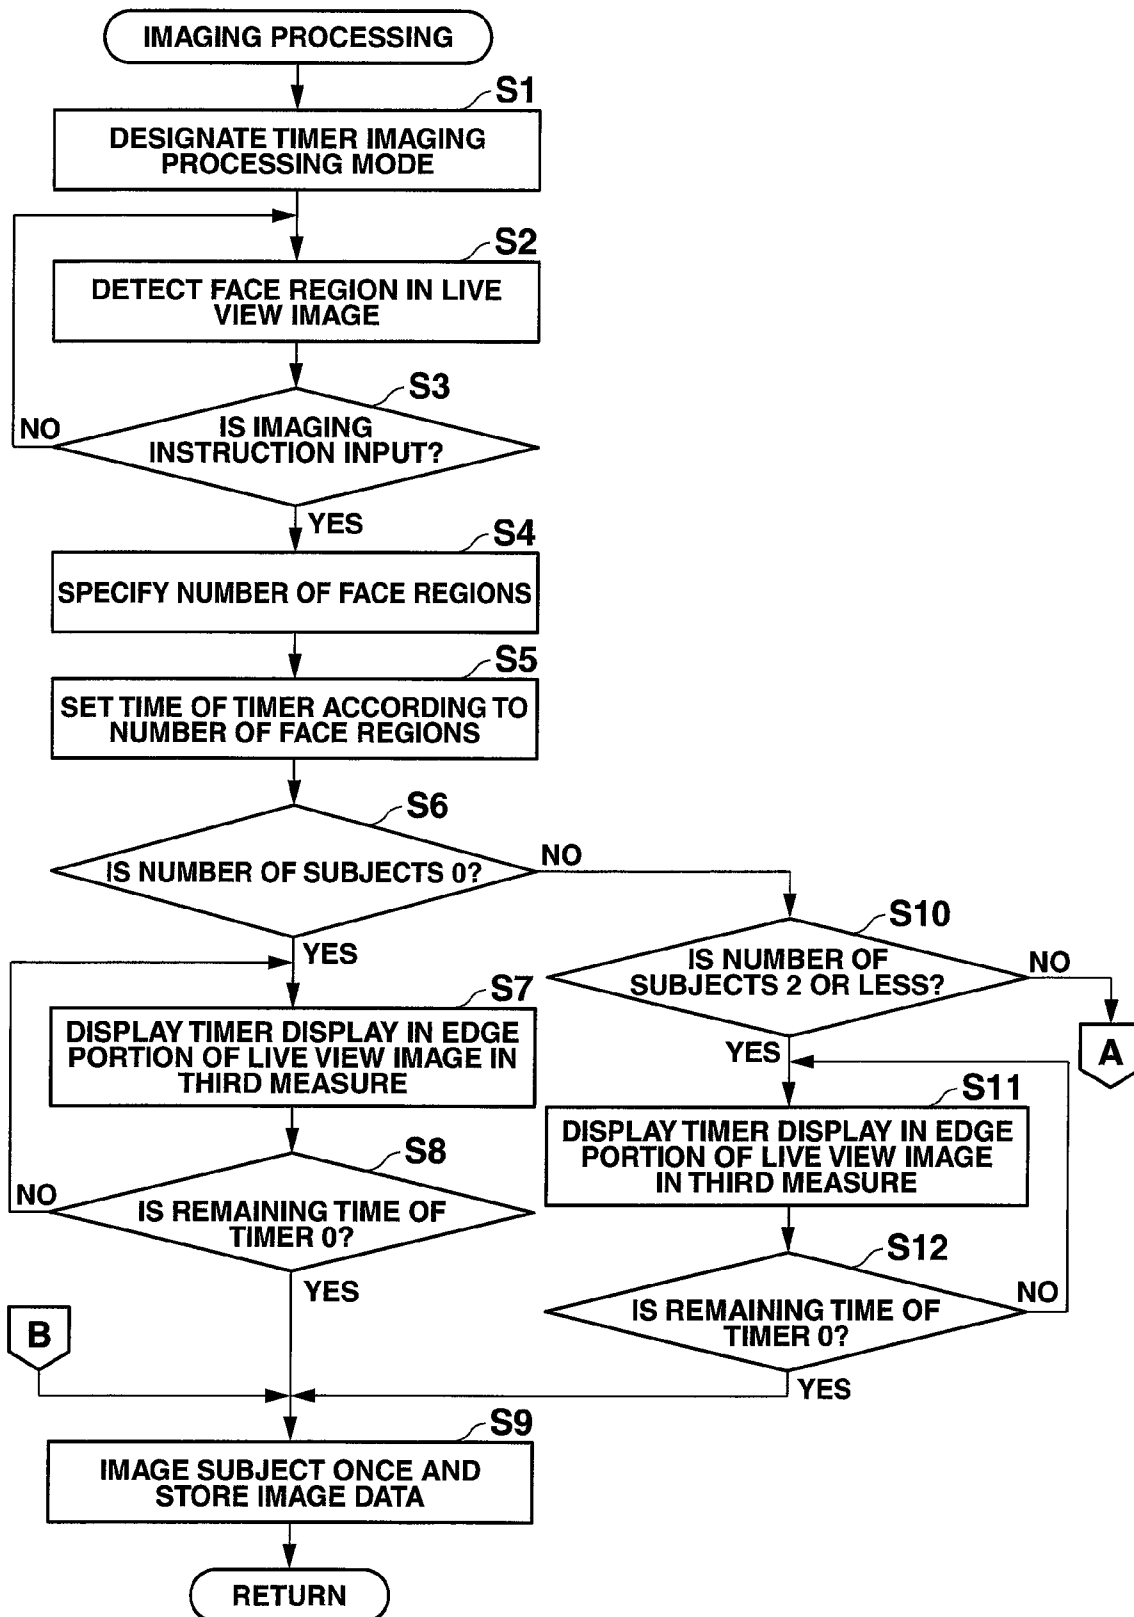 IMAGING PROCESSING
S1
DESIGNATE TIMER IMAGING
PROCESSING MODE
S2
DETECT FACE REGION IN LIVE
VIEW IMAGE
S3
IS IMAGING
INSTRUCTION INPUT?
NO
YES
S4
SPECIFY NUMBER OF FACE REGIONS
S5
SET TIME OF TIMER ACCORDING TO
NUMBER OF FACE REGIONS
S6
IS NUMBER OF SUBJECTS 0?
NO
YES
S10
IS NUMBER OF
SUBJECTS 2 OR LESS?
NO
A
YES
S7
DISPLAY TIMER DISPLAY IN EDGE
PORTION OF LIVE VIEW IMAGE IN
THIRD MEASURE
S11
DISPLAY TIMER DISPLAY IN EDGE
PORTION OF LIVE VIEW IMAGE
IN THIRD MEASURE
S8
IS REMAINING TIME OF
TIMER 0?
NO
YES
S12
IS REMAINING TIME OF
TIMER 0?
NO
YES
B
S9
IMAGE SUBJECT ONCE AND
STORE IMAGE DATA
RETURN